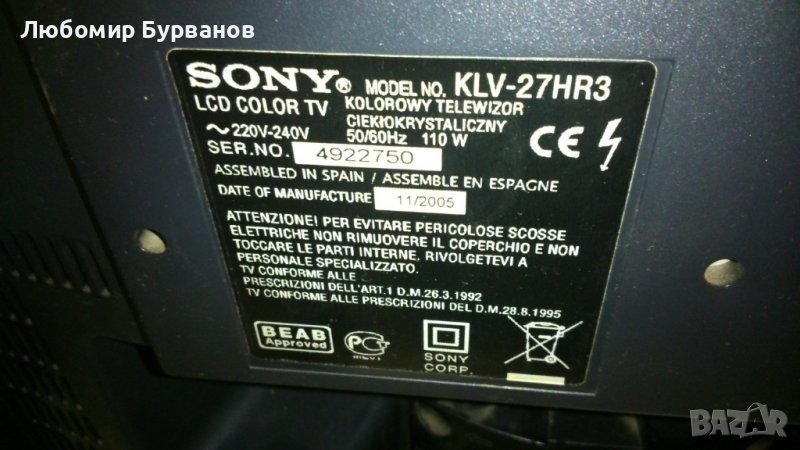 Любомир Бурванов
SONY® MODEL NO. KLV-27HR3
LCD COLOR TV KOLOROWY TELEWIZOR
CIEKŁOKRYSTALICZNY
~220V-240V 50/60Hz 110 W
SER.NO. 4922750
ASSEMBLED IN SPAIN / ASSEMBLE EN ESPAGNE
DATE OF MANUFACTURE 11/2005
ATTENZIONE! PER EVITARE PERICOLOSE SCOSSE
ELETTRICHE NON RIMUOVERE IL COPERCHIO E NON
TOCCARE LE PARTI INTERNE, RIVOLGETEVI A
PERSONALE SPECIALIZZATO.
TV CONFORME ALLE
PRESCRIZIONI DELL'ART.1 D.M.26.3.1992
TV CONFORME ALLE PRESCRIZIONI DEL D.M.28.8.1995
CE
BEAB
Approved
SONY
CORP.
BAZAR